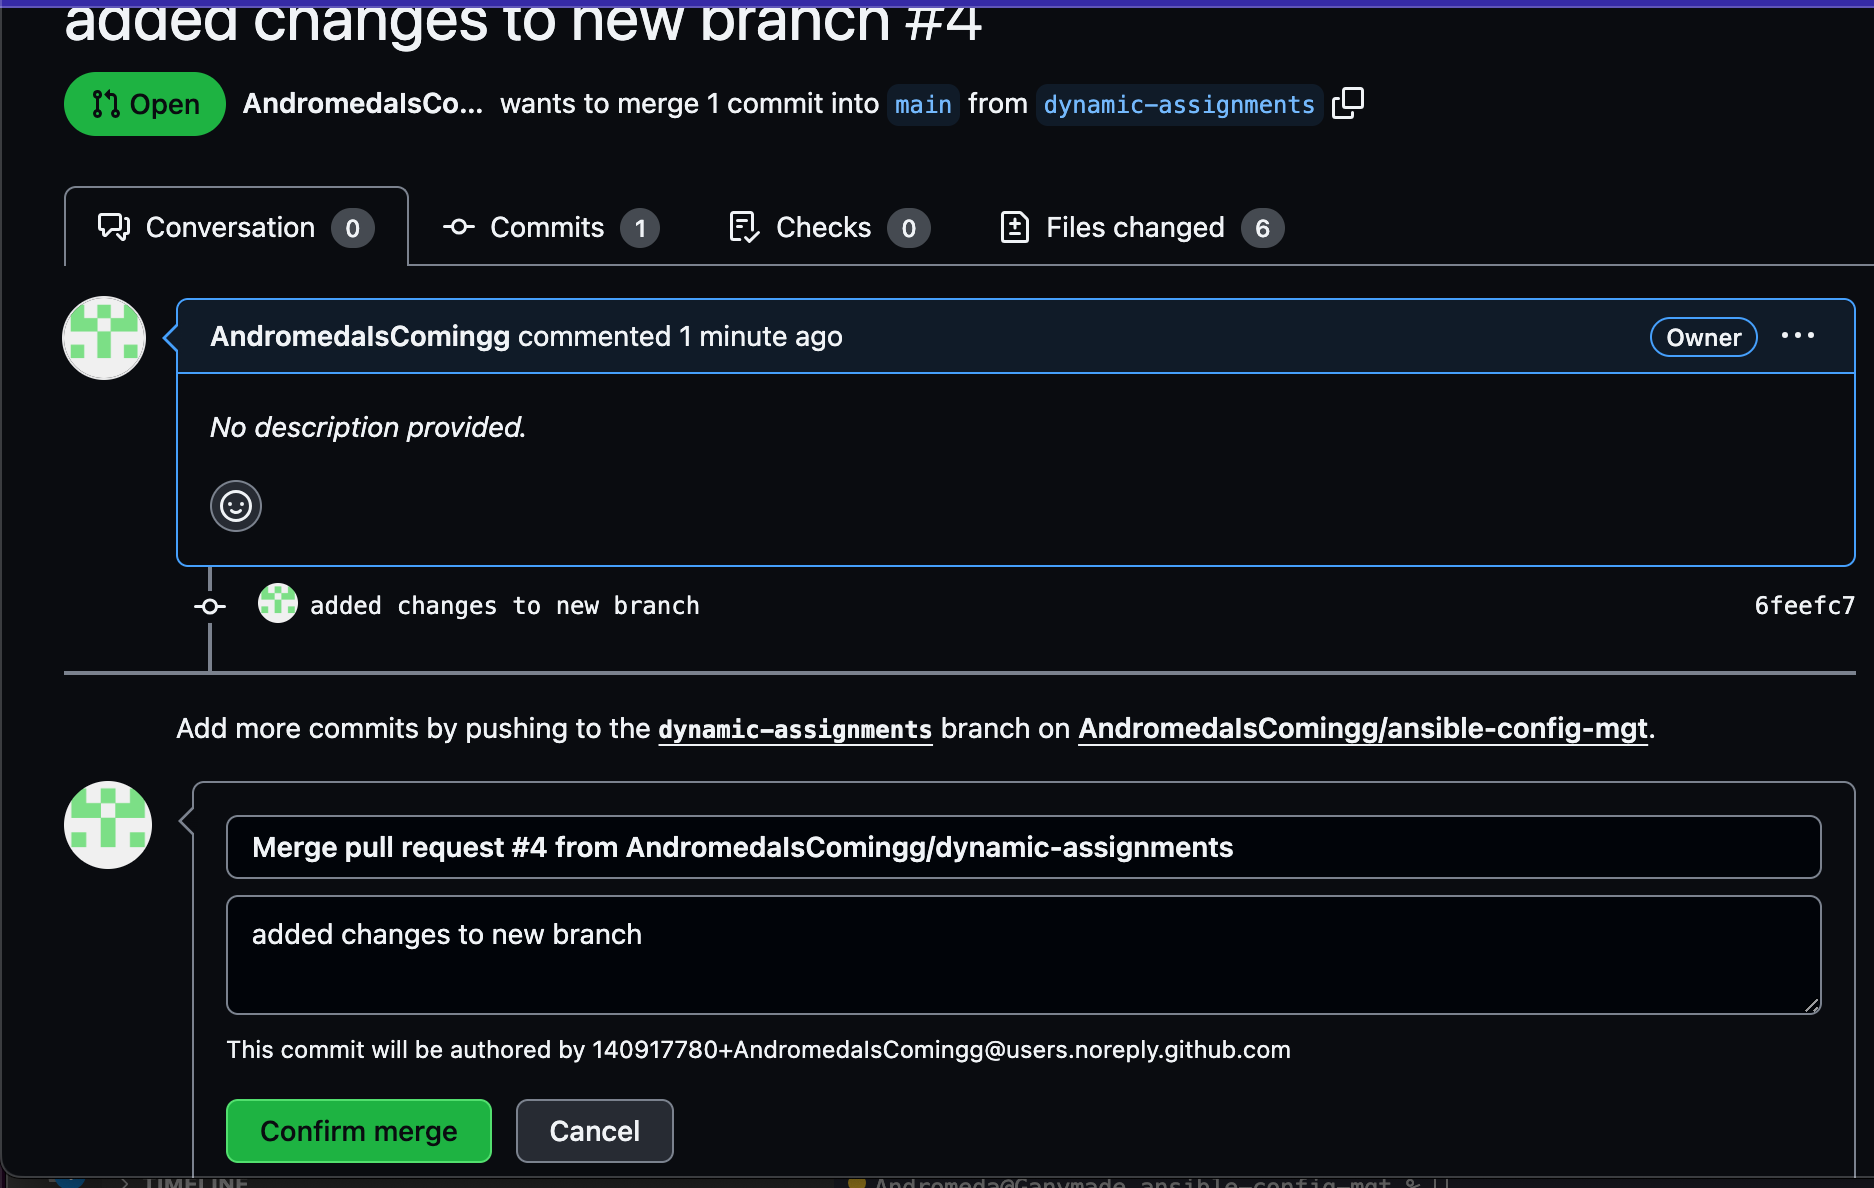 added changes to new branch #4
Open AndromedaIsCo... wants to merge 1 commit into main from dynamic-assignments
Conversation 0 Commits 1 Checks 0 Files changed 6
AndromedaIsComingg commented 1 minute ago Owner
No description provided.
added changes to new branch 6feefc7
Add more commits by pushing to the dynamic-assignments branch on AndromedaIsComingg/ansible-config-mgt.
Merge pull request #4 from AndromedaIsComingg/dynamic-assignments
added changes to new branch
This commit will be authored by 140917780+AndromedaIsComingg@users.noreply.github.com
Confirm merge Cancel
TIMELINE Andromeda@Ganymade ansible-config-mgt %